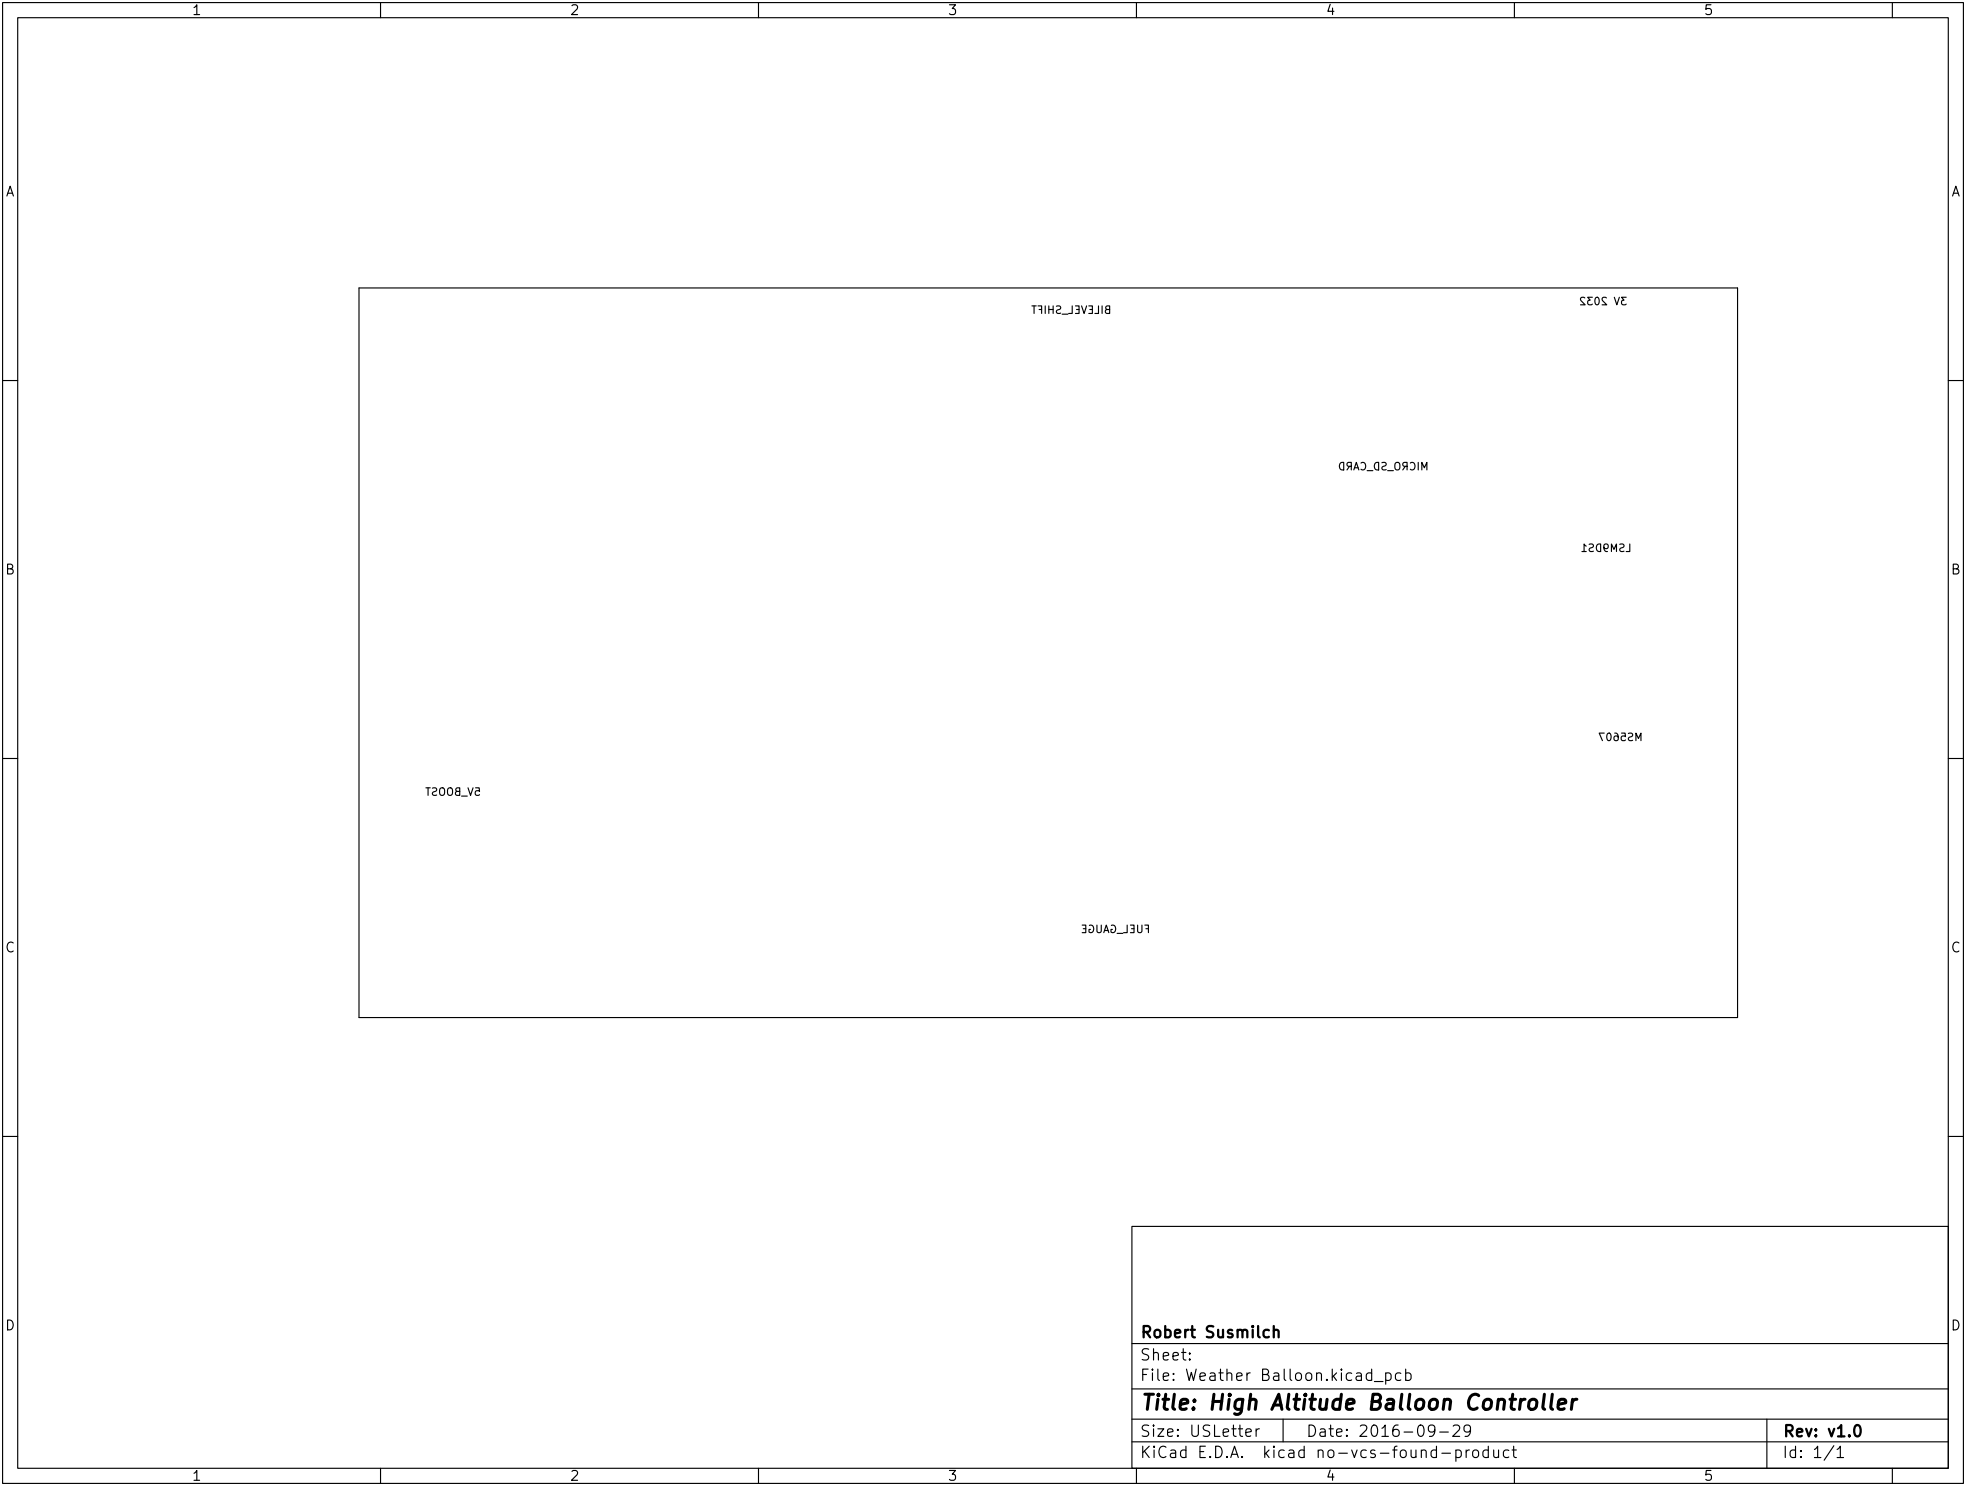 1 2 3 4 5
A A
3V 2032
BILEVEL_SHIFT
MICRO_SD_CARD
LSM9DS1
B B
MS5607
5V_BOOST
FUEL_GAUGE
C C
D D
Robert Susmilch
Sheet:
File: Weather Balloon.kicad_pcb
Title: High Altitude Balloon Controller
Size: USLetter Date: 2016-09-29 Rev: v1.0
KiCad E.D.A. kicad no-vcs-found-product Id: 1/1
1 2 3 4 5